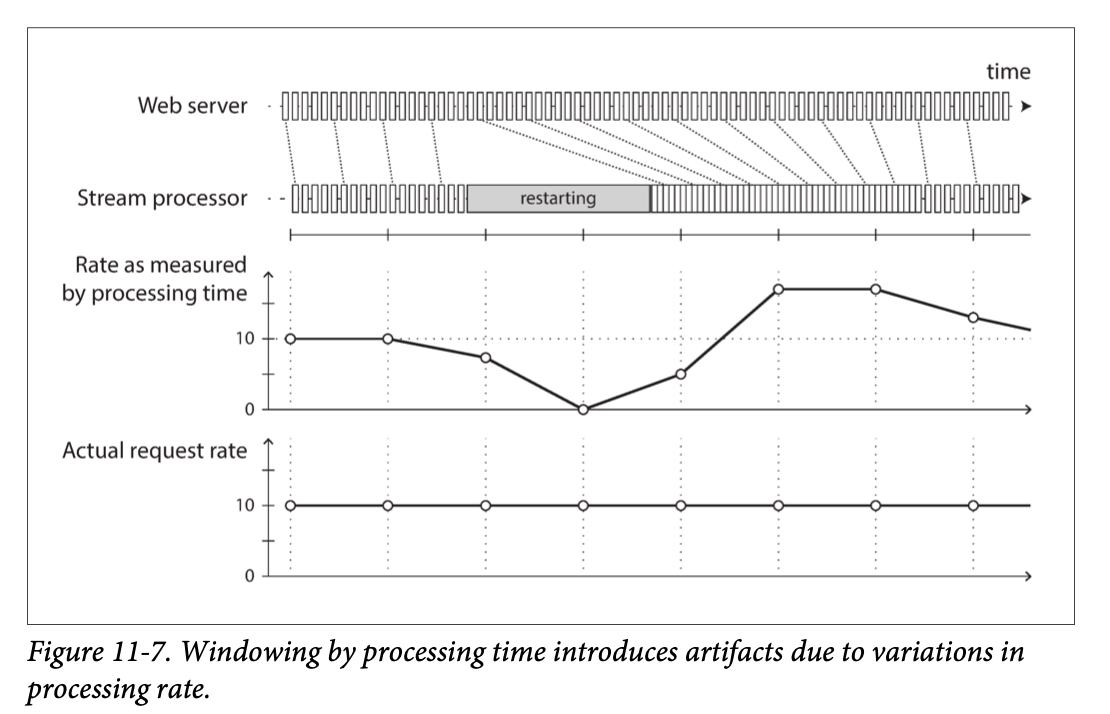 time
Web server
Stream processor
restarting
Rate as measured
by processing time
10
0
Actual request rate
10
0
Figure 11-7. Windowing by processing time introduces artifacts due to variations in
processing rate.